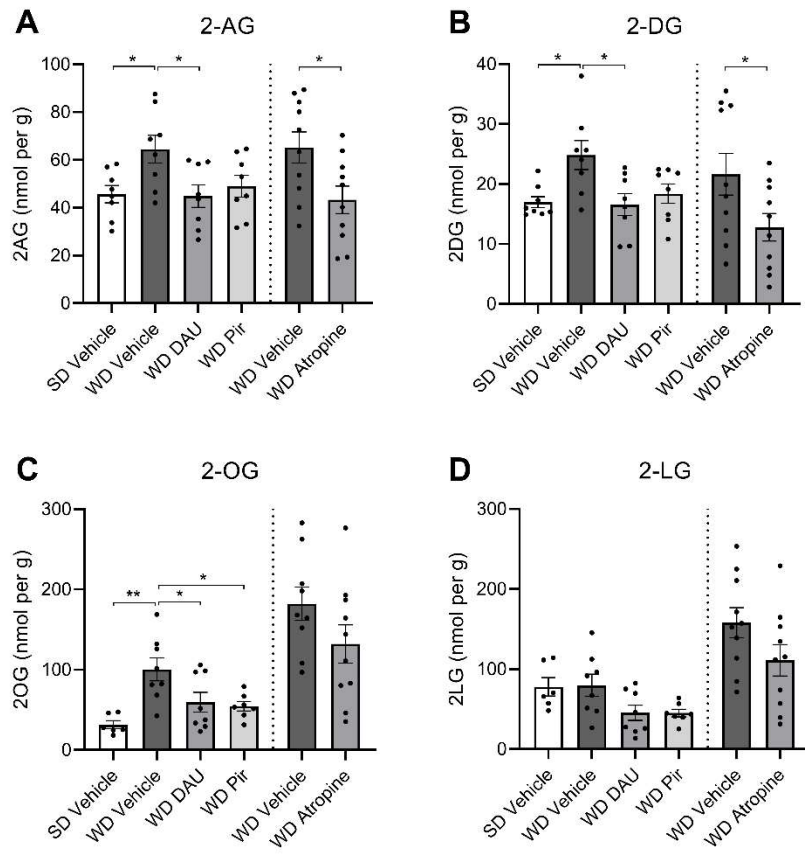 A
2-AG
2AG (nmol per g)
100
80
60
40
20
0
*
*
*
SD Vehicle
WD Vehicle
WD DAU
WD Pir
WD Vehicle
WD Atropine
B
2-DG
2DG (nmol per g)
40
30
20
10
0
*
*
*
SD Vehicle
WD Vehicle
WD DAU
WD Pir
WD Vehicle
WD Atropine
C
2-OG
2OG (nmol per g)
300
200
100
0
**
*
*
SD Vehicle
WD Vehicle
WD DAU
WD Pir
WD Vehicle
WD Atropine
D
2-LG
2LG (nmol per g)
300
200
100
0
SD Vehicle
WD Vehicle
WD DAU
WD Pir
WD Vehicle
WD Atropine